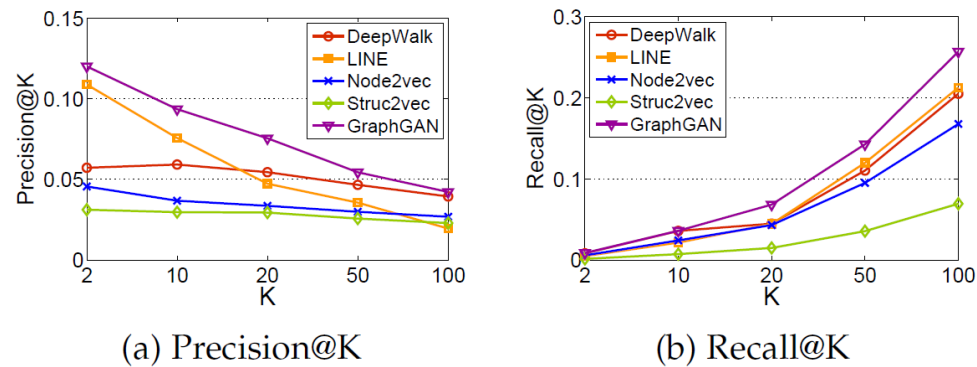 0.15
0.10
0.05
0
Precision@K
DeepWalk
LINE
Node2vec
Struc2vec
GraphGAN
2 10 20 50 100
K
(a) Precision@K
0.3
0.2
0.1
0
Recall@K
DeepWalk
LINE
Node2vec
Struc2vec
GraphGAN
2 10 20 50 100
K
(b) Recall@K